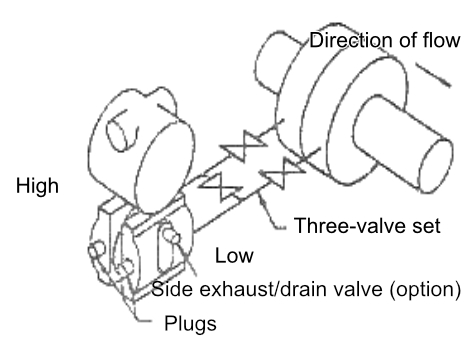 Direction of flow
High
Three-valve set
Low
Side exhaust/drain valve (option)
Plugs